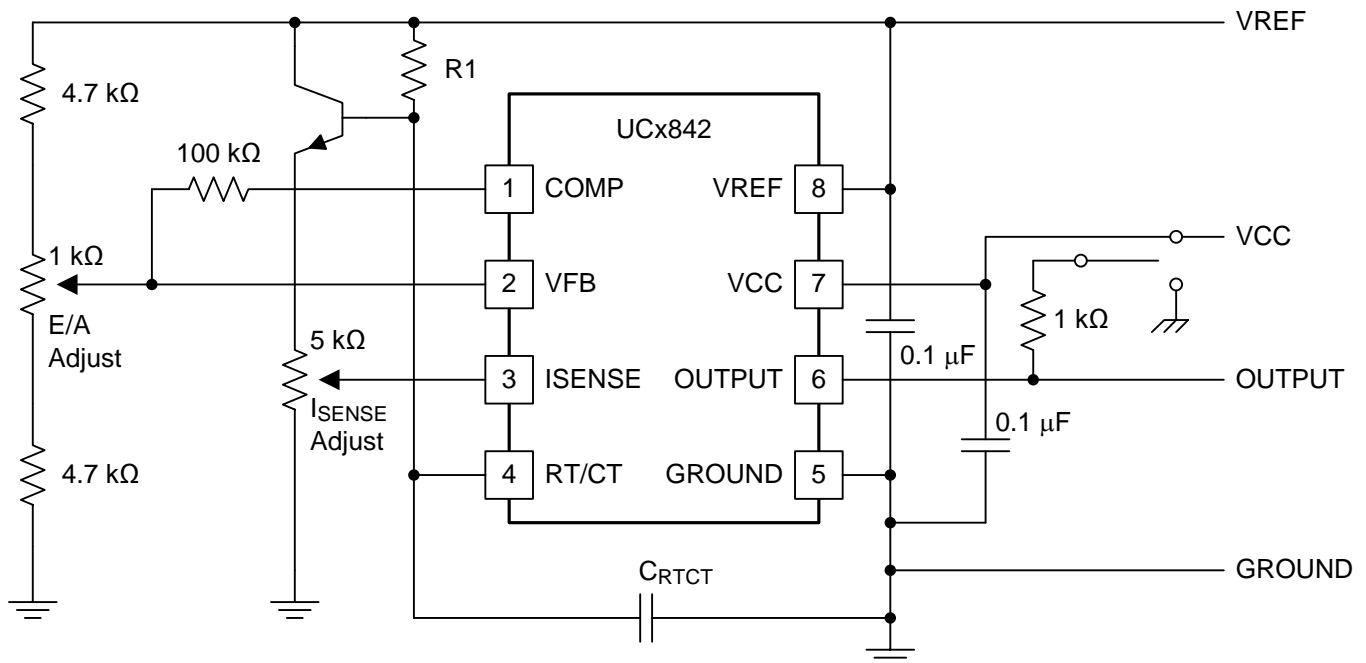 VREF
R1
4.7 kΩ
UCx842
100 kΩ
1 COMP
VREF 8
VCC
1 kΩ
2 VFB
VCC 7
1 kΩ
E/A
Adjust
5 kΩ
0.1 μF
3 ISENSE
OUTPUT 6
OUTPUT
ISENSE
Adjust
0.1 μF
4.7 kΩ
4 RT/CT
GROUND 5
CRTCT
GROUND